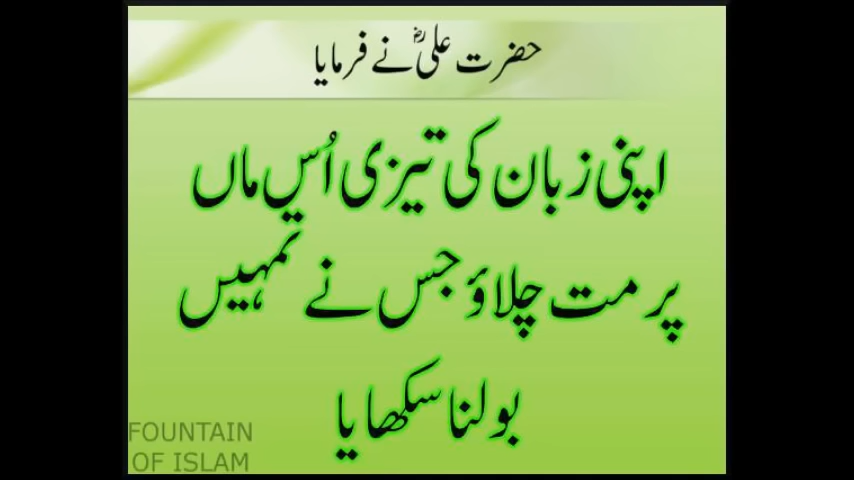 حضرت علیؓ نے فرمایا
اپنی زبان کی تیزی اُس ماں
پر مت چلاؤ جس نے تمہیں
بولنا سکھایا
FOUNTAIN
OF ISLAM